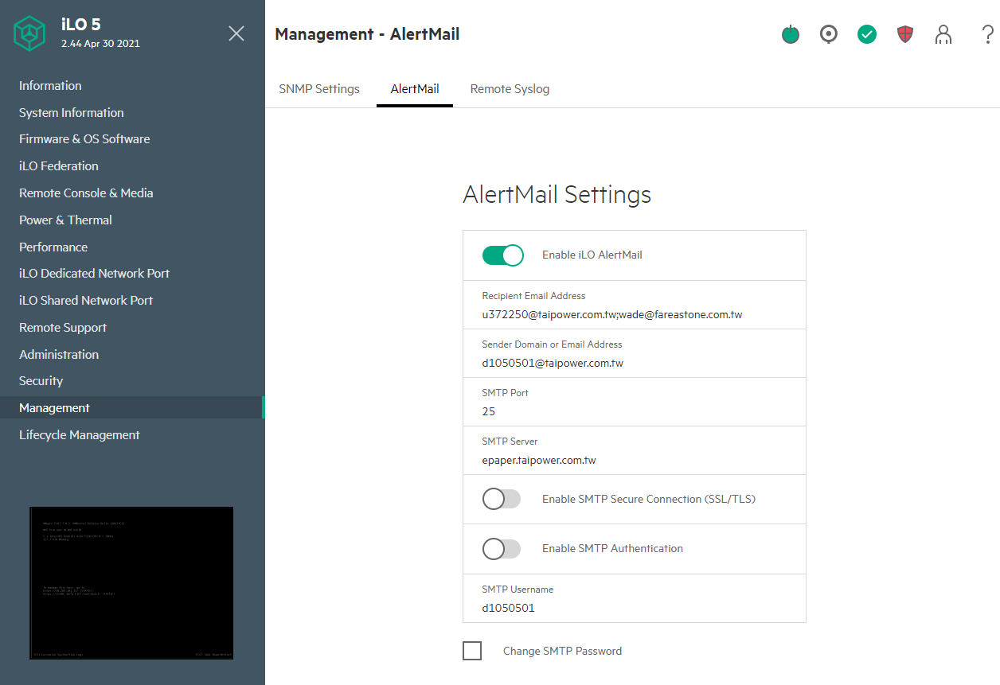 iLO 5
2.44 Apr 30 2021
Information
System Information
Firmware & OS Software
iLO Federation
Remote Console & Media
Power & Thermal
Performance
iLO Dedicated Network Port
iLO Shared Network Port
Remote Support
Administration
Security
Management
Lifecycle Management
Management - AlertMail
SNMP Settings AlertMail Remote Syslog
AlertMail Settings
Enable iLO AlertMail
Recipient Email Address
u372250@taipower.com.tw;wade@fareastone.com.tw
Sender Domain or Email Address
d1050501@taipower.com.tw
SMTP Port
25
SMTP Server
epaper.taipower.com.tw
Enable SMTP Secure Connection (SSL/TLS)
Enable SMTP Authentication
SMTP Username
d1050501
Change SMTP Password